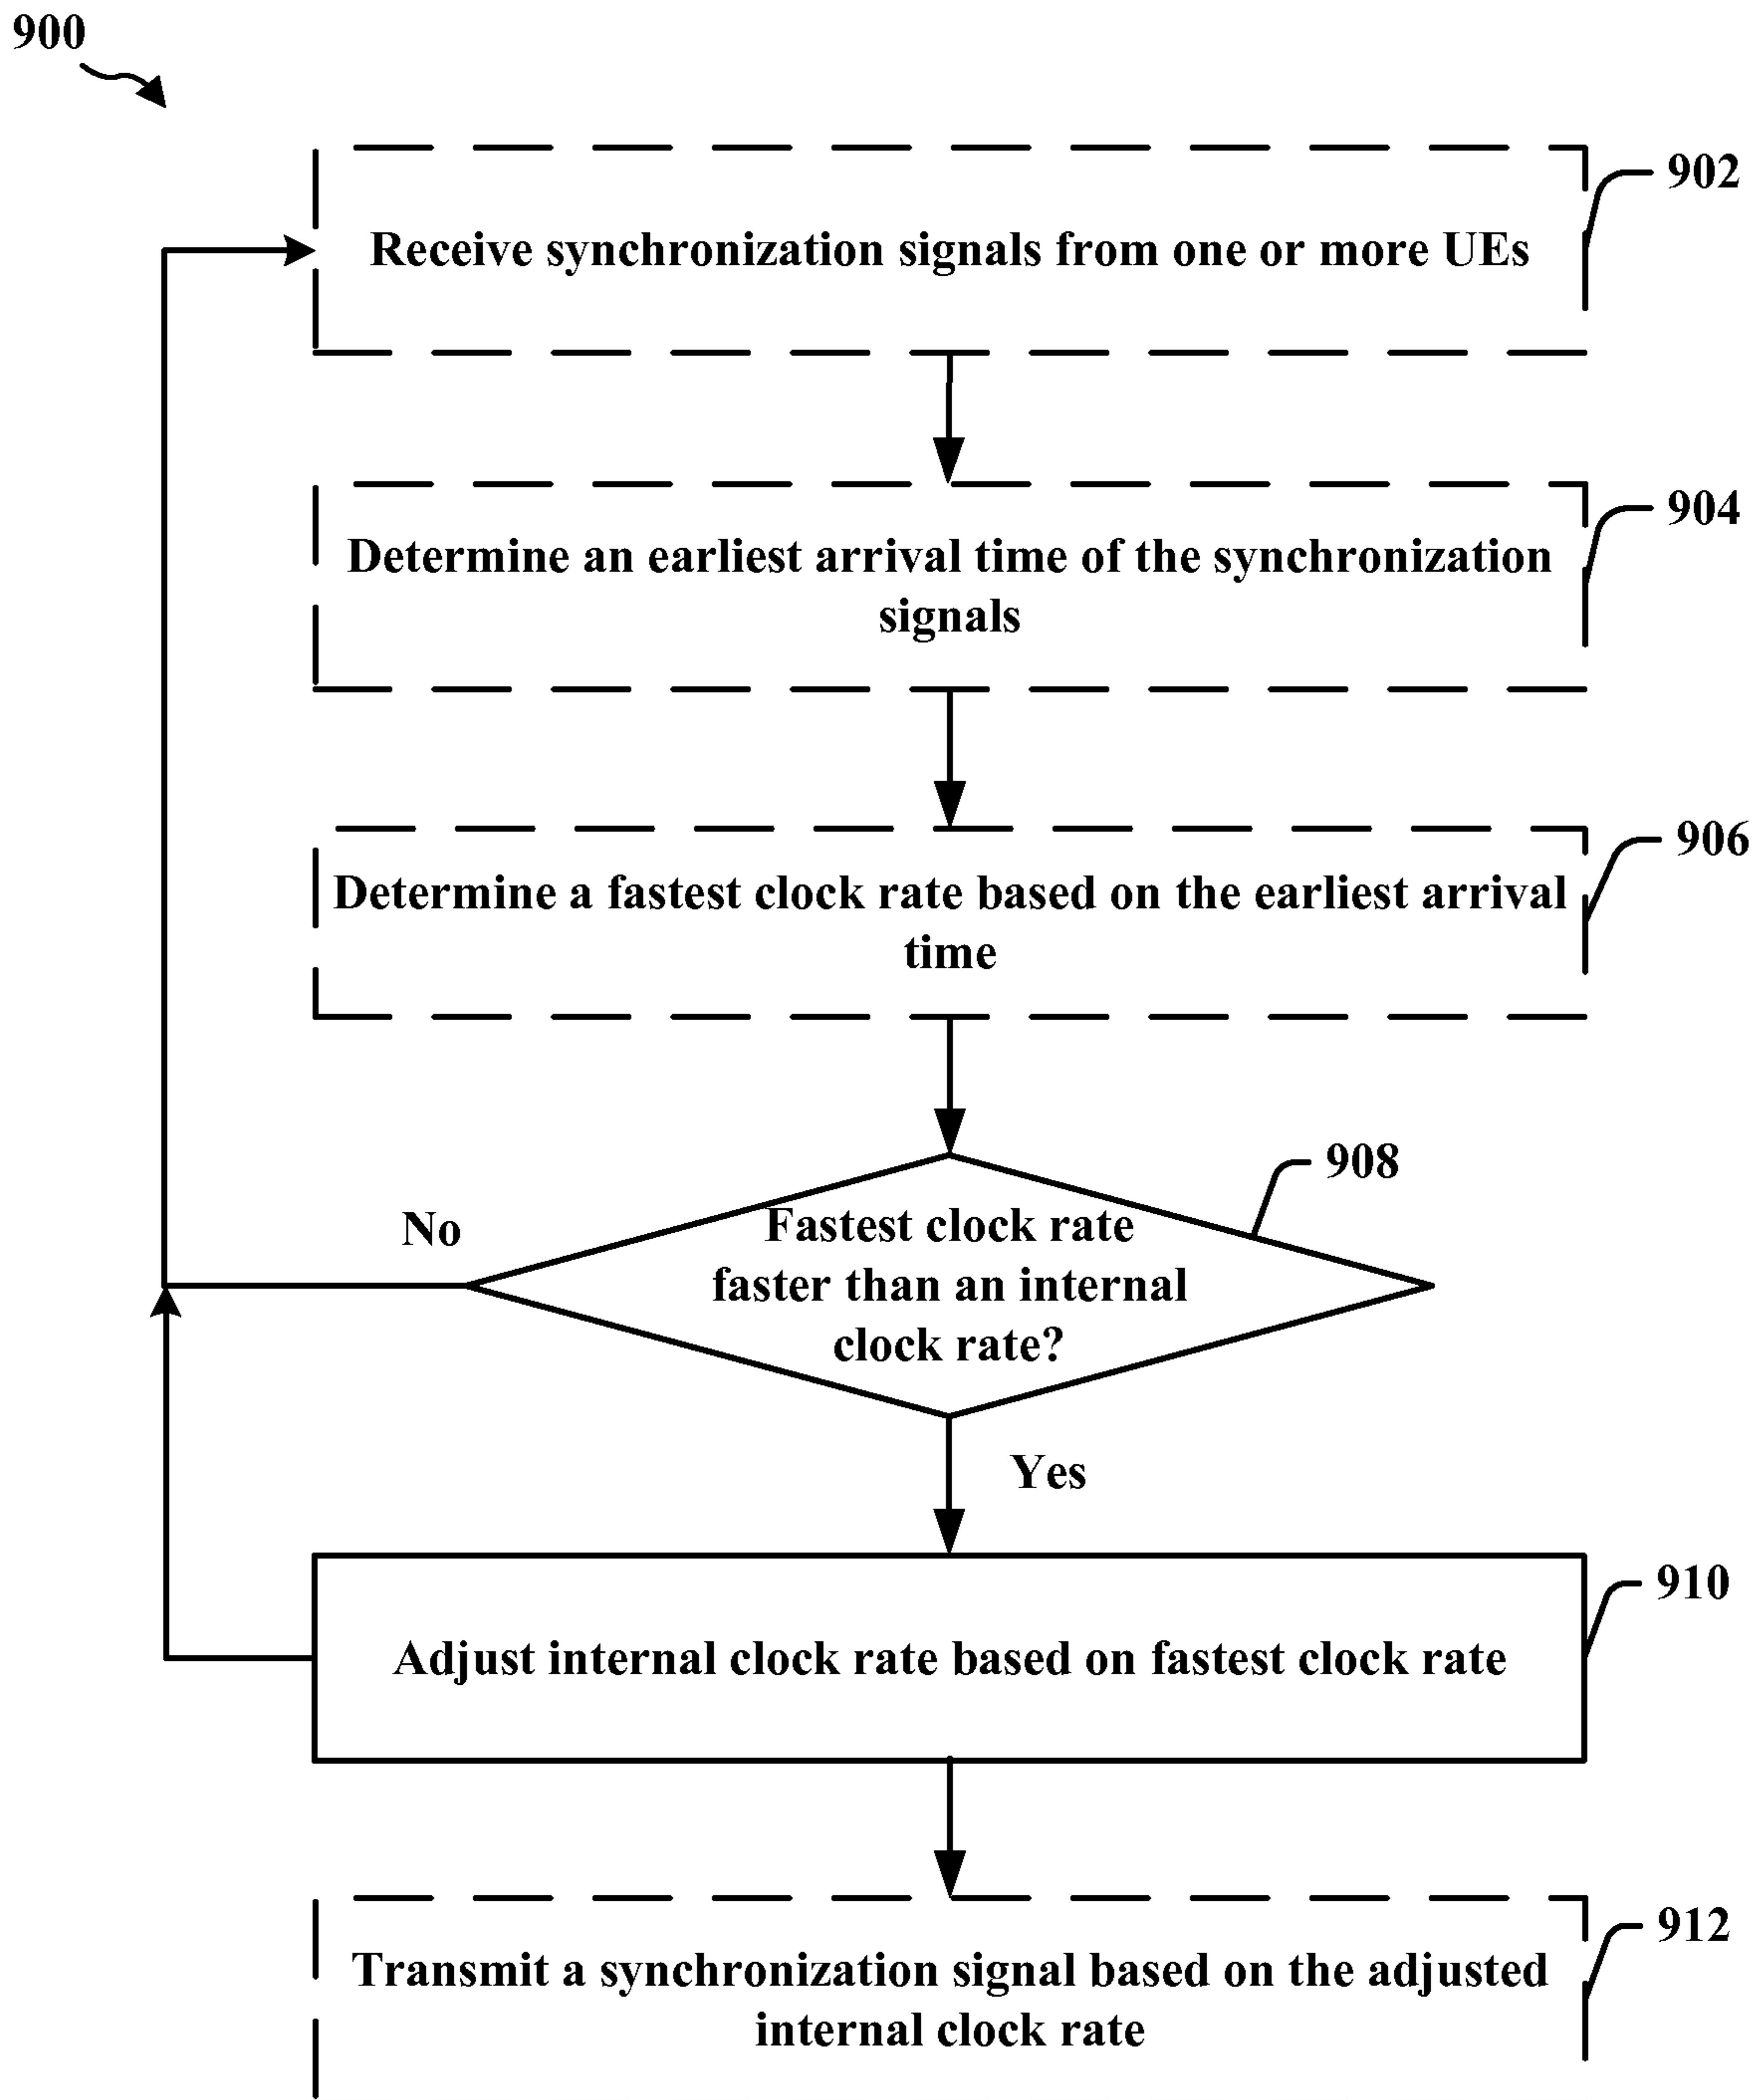 900
902
Receive synchronization signals from one or more UEs
904
Determine an earliest arrival time of the synchronization
signals
906
Determine a fastest clock rate based on the earliest arrival
time
908
No
Fastest clock rate
faster than an internal
clock rate?
Yes
910
Adjust internal clock rate based on fastest clock rate
912
Transmit a synchronization signal based on the adjusted
internal clock rate